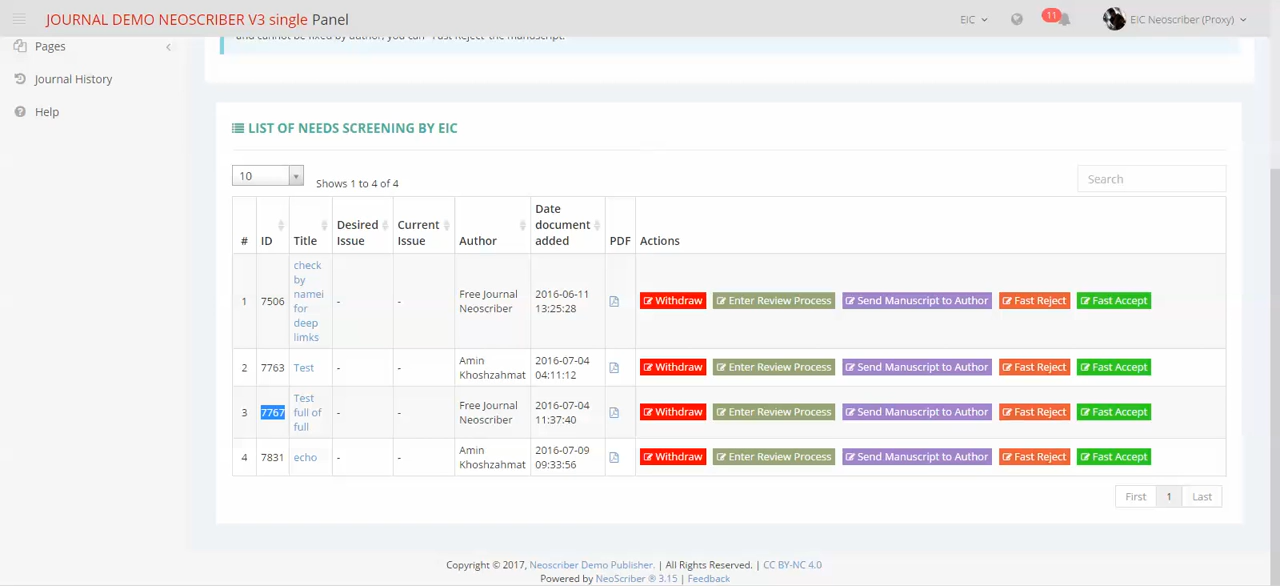 JOURNAL DEMO NEOSCRIBER V3 single Panel
EIC
11
EIC Neoscriber (Proxy)
Pages
Journal History
Help
and cannot be fixed by author, you can "Fast Reject" the manuscript.
LIST OF NEEDS SCREENING BY EIC
10
Shows 1 to 4 of 4
Search
# ID Title Desired Issue Current Issue Author Date document added PDF Actions
1 7506 check by namei for deep limks - - Free Journal Neoscriber 2016-06-11 13:25:28 Withdraw Enter Review Process Send Manuscript to Author Fast Reject Fast Accept
2 7763 Test - - Amin Khoshzahmat 2016-07-04 04:11:12 Withdraw Enter Review Process Send Manuscript to Author Fast Reject Fast Accept
3 7767 Test full of full - - Free Journal Neoscriber 2016-07-04 11:37:40 Withdraw Enter Review Process Send Manuscript to Author Fast Reject Fast Accept
4 7831 echo - - Amin Khoshzahmat 2016-07-09 09:33:56 Withdraw Enter Review Process Send Manuscript to Author Fast Reject Fast Accept
First 1 Last
Copyright © 2017, Neoscriber Demo Publisher. | All Rights Reserved. | CC BY-NC 4.0
Powered by NeoScriber ® 3.15 | Feedback